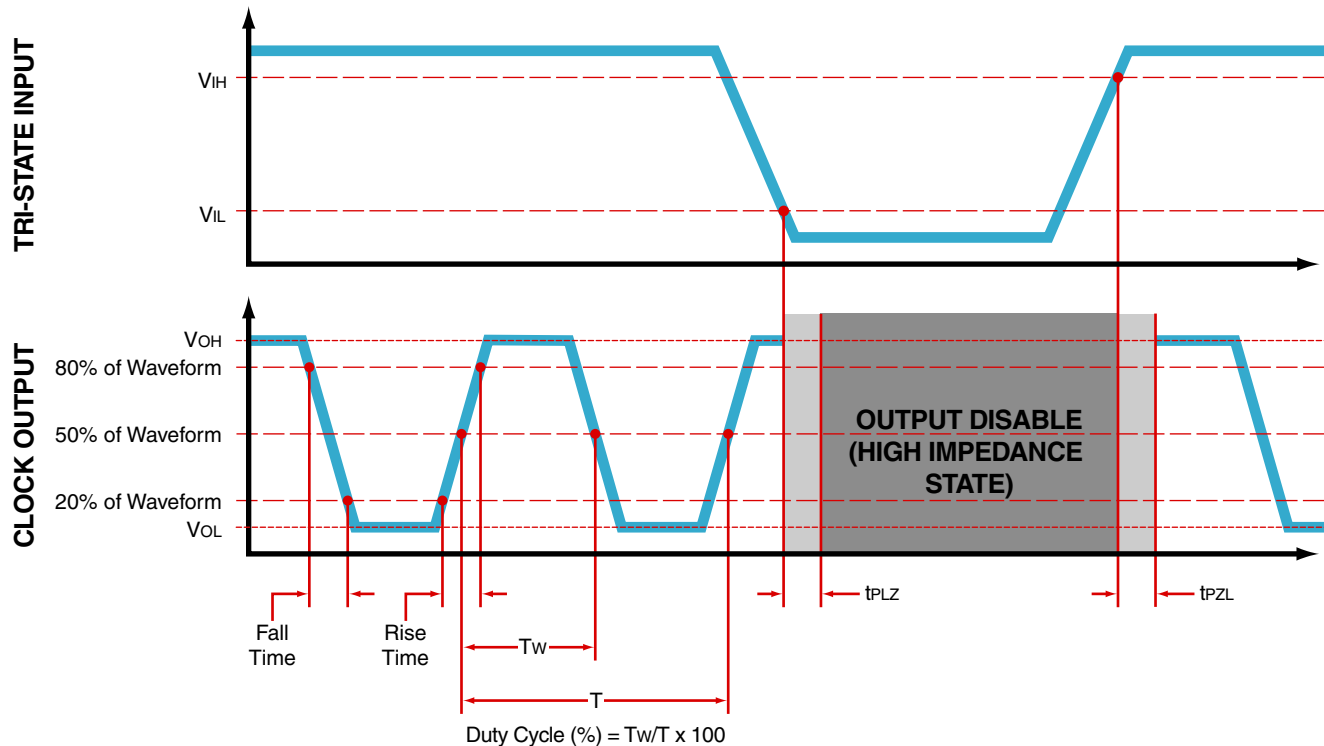 TRI-STATE INPUT
VIH
VIL
CLOCK OUTPUT
VOH
80% of Waveform
50% of Waveform
20% of Waveform
VOL
OUTPUT DISABLE
(HIGH IMPEDANCE
STATE)
tPLZ
tPZL
Fall
Time
Rise
Time
TW
T
Duty Cycle (%) = TW/T x 100